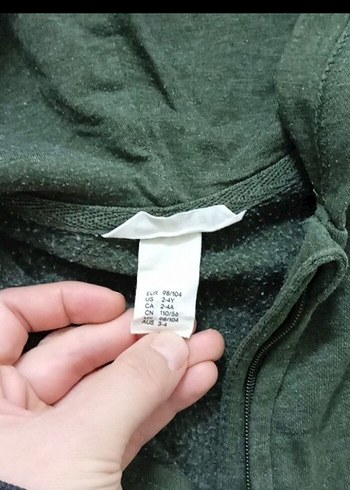 EUR 98/104
US 2-4Y
CA 2-4A
CN 110/56
98/104
AUS 3-4